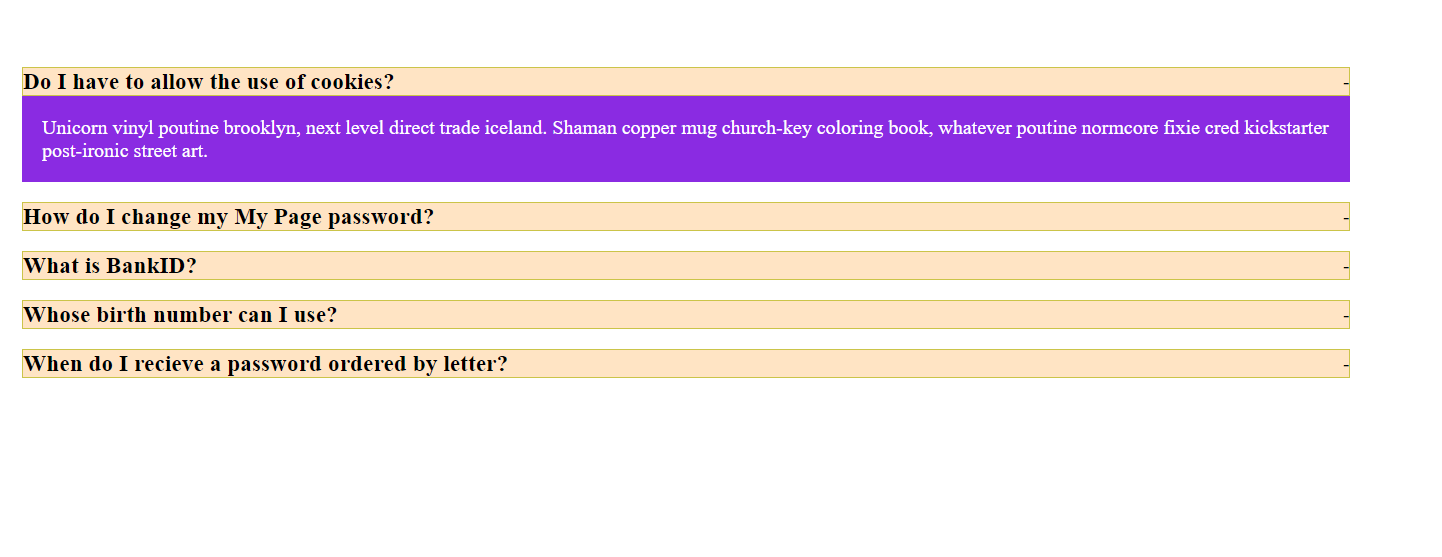 Do I have to allow the use of cookies? -
Unicorn vinyl poutine brooklyn, next level direct trade iceland. Shaman copper mug church-key coloring book, whatever poutine normcore fixie cred kickstarter
post-ironic street art.
How do I change my My Page password? -
What is BankID? -
Whose birth number can I use? -
When do I recieve a password ordered by letter? -